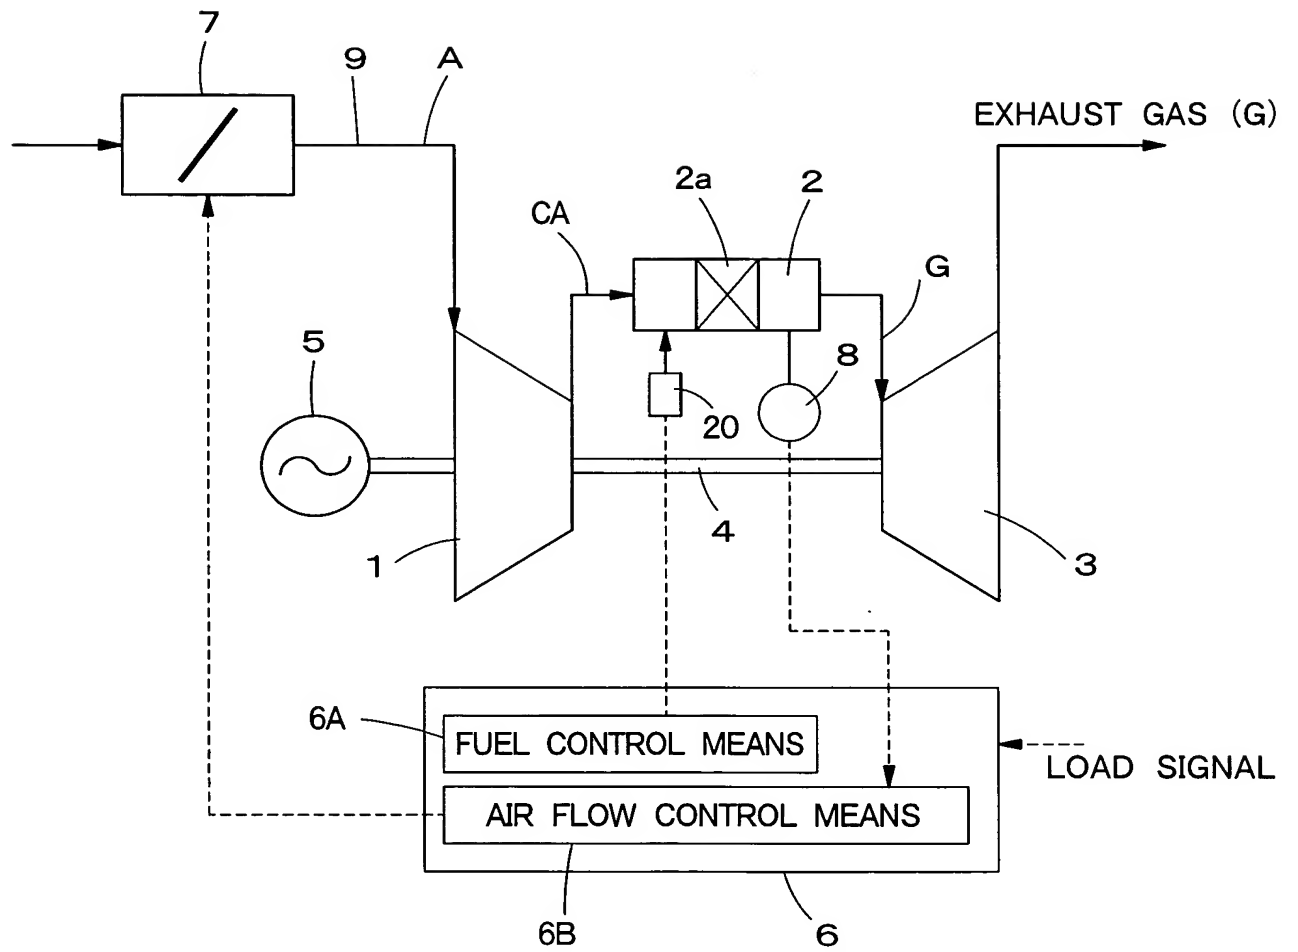 7
9
A
EXHAUST GAS (G)
2a
2
CA
G
5
8
20
4
1
3
6A
FUEL CONTROL MEANS
LOAD SIGNAL
AIR FLOW CONTROL MEANS
6B
6